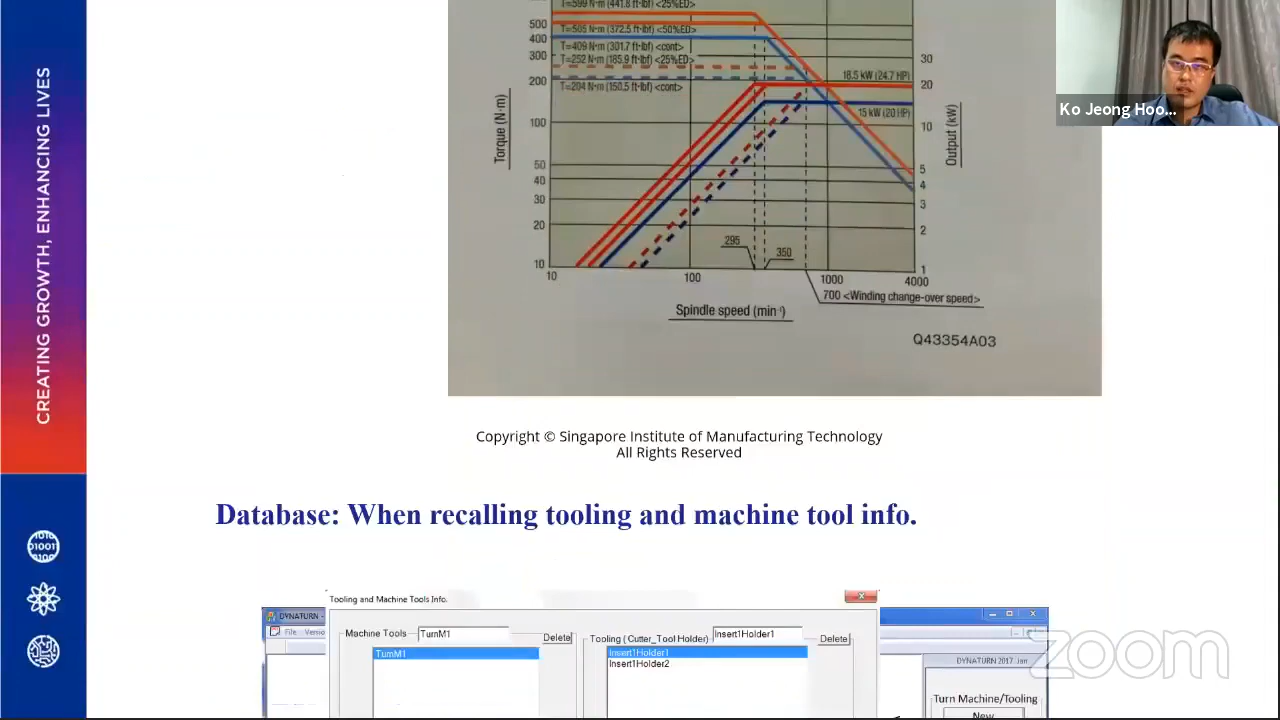 CREATING GROWTH, ENHANCING LIVES
T=599 N·m (441.8 ft·lbf) <25%ED>
T=505 N·m (372.5 ft·lbf) <50%ED>
T=409 N·m (301.7 ft·lbf) <cont>
T=252 N·m (185.9 ft·lbf) <25%ED>
T=204 N·m (150.5 ft·lbf) <cont>
500
400
300
200
100
50
40
30
20
10
Torque (N·m)
18.5 kW (24.7 HP)
15 kW (20 HP)
30
20
10
5
4
3
2
1
Output (kW)
295
350
10
100
1000
4000
700 <Winding change-over speed>
Spindle speed (min⁻¹)
Q43354A03
Ko Jeong Hoo...
Copyright © Singapore Institute of Manufacturing Technology
All Rights Reserved
Database: When recalling tooling and machine tool info.
Tooling and Machine Tools Info.
DYNATURN -
File
Machine Tools
TurnM1
Delete
TurnM1
Tooling ( Cutter_Tool Holder)
Insert1Holder1
Delete
Insert1Holder1
Insert1Holder2
DYNATURN 2017. Jan
Turn Machine/Tooling
New
zoom
01001